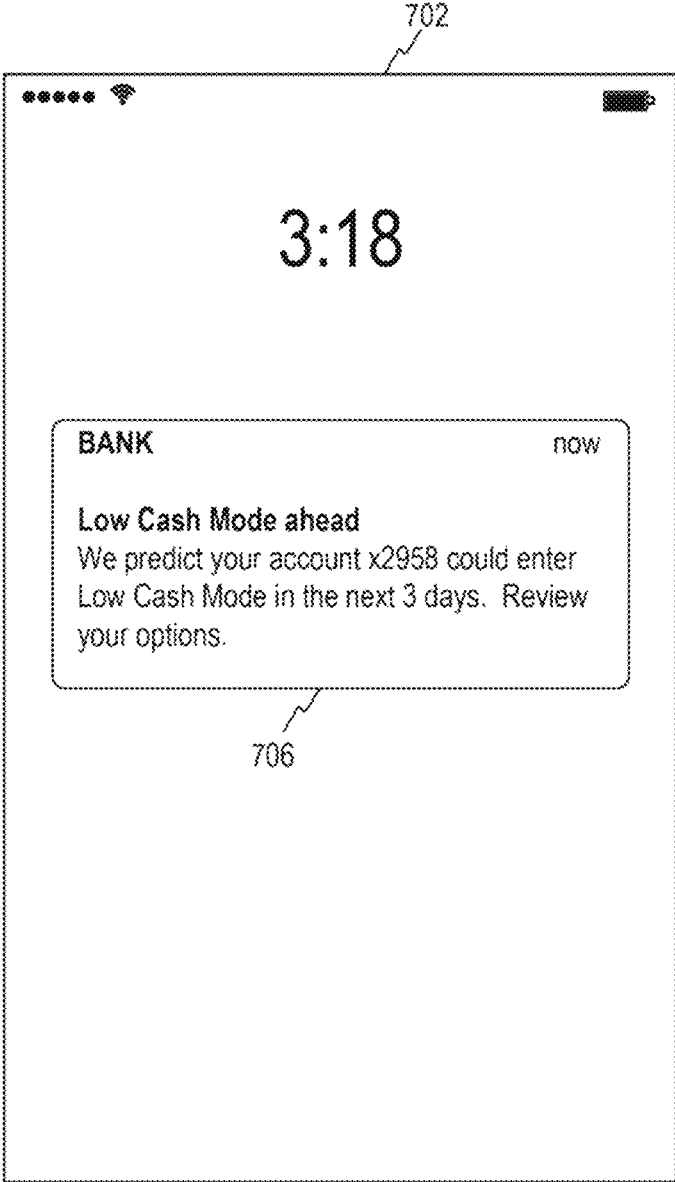 702
3:18
BANK now
Low Cash Mode ahead
We predict your account x2958 could enter
Low Cash Mode in the next 3 days.  Review
your options.
706